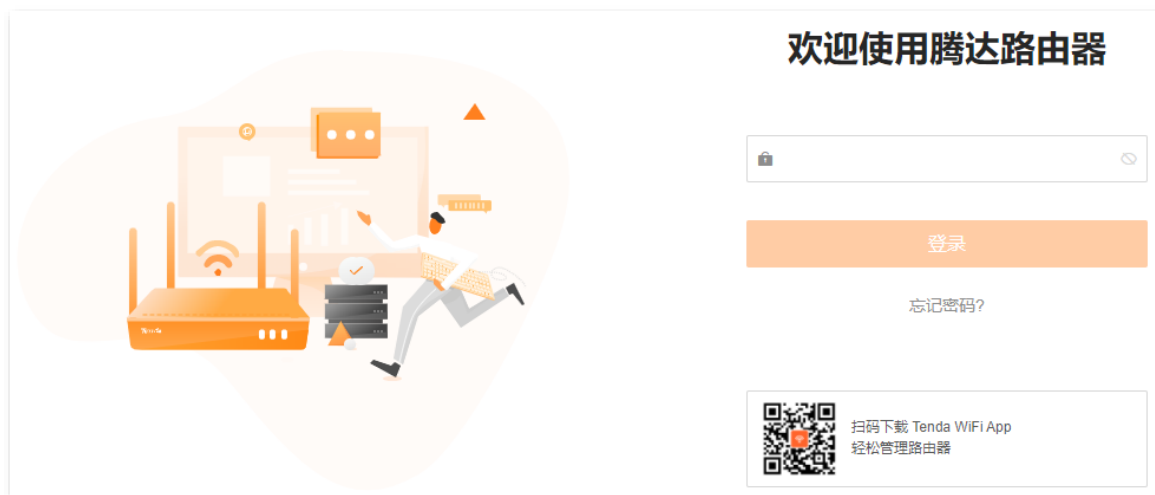 欢迎使用腾达路由器
登录
忘记密码?
Tenda
扫码下载 Tenda WiFi App
轻松管理路由器